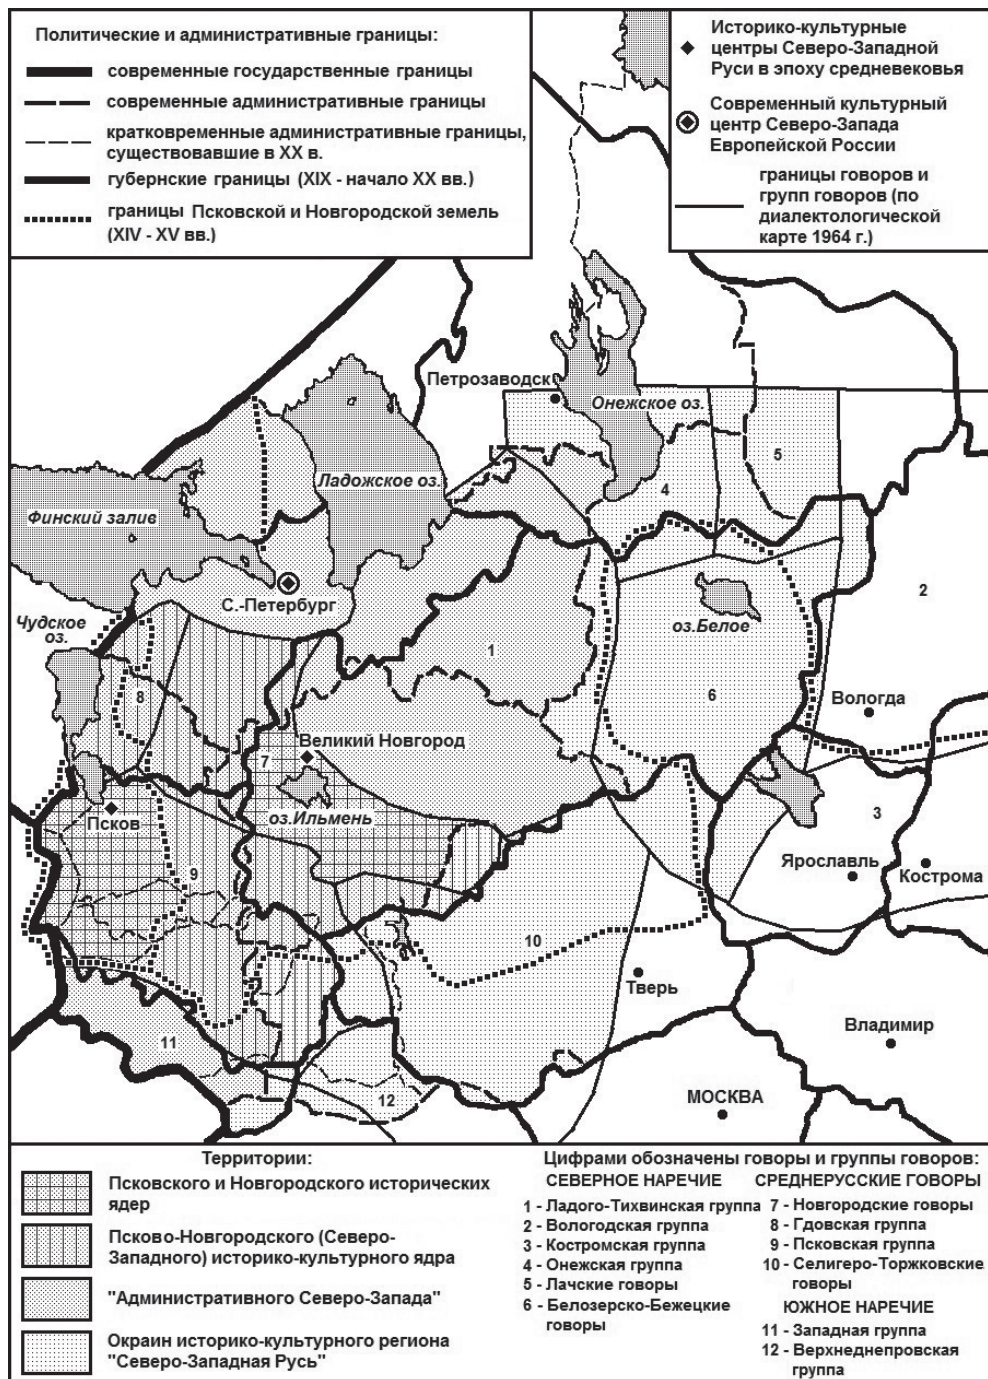 Политические и административные границы:
современные государственные границы
современные административные границы
кратковременные административные границы,
существовавшие в XX в.
губернские границы (XIX - начало XX вв.)
границы Псковской и Новгородской земель
(XIV - XV вв.)
Историко-культурные
центры Северо-Западной
Руси в эпоху средневековья
Современный культурный
центр Северо-Запада
Европейской России
границы говоров и
групп говоров (по
диалектологической
карте 1964 г.)
Петрозаводск
Онежское оз.
5
Ладожское оз.
4
Финский залив
С.-Петербург
2
Чудское
оз.
оз.Белое
1
8
6
Вологда
Великий Новгород
7
Псков
оз.Ильмень
3
9
Ярославль
Кострома
10
Тверь
Владимир
11
12
МОСКВА
Территории:
Псковского и Новгородского исторических
ядер
Псково-Новгородского (Северо-
Западного) историко-культурного ядра
"Административного Северо-Запада"
Окраин историко-культурного региона
"Северо-Западная Русь"
Цифрами обозначены говоры и группы говоров:
СЕВЕРНОЕ НАРЕЧИЕ
1 - Ладого-Тихвинская группа
2 - Вологодская группа
3 - Костромская группа
4 - Онежская группа
5 - Лачские говоры
6 - Белозерско-Бежецкие
говоры
СРЕДНЕРУССКИЕ ГОВОРЫ
7 - Новгородские говоры
8 - Гдовская группа
9 - Псковская группа
10 - Селигеро-Торжковские
говоры
ЮЖНОЕ НАРЕЧИЕ
11 - Западная группа
12 - Верхнеднепровская
группа